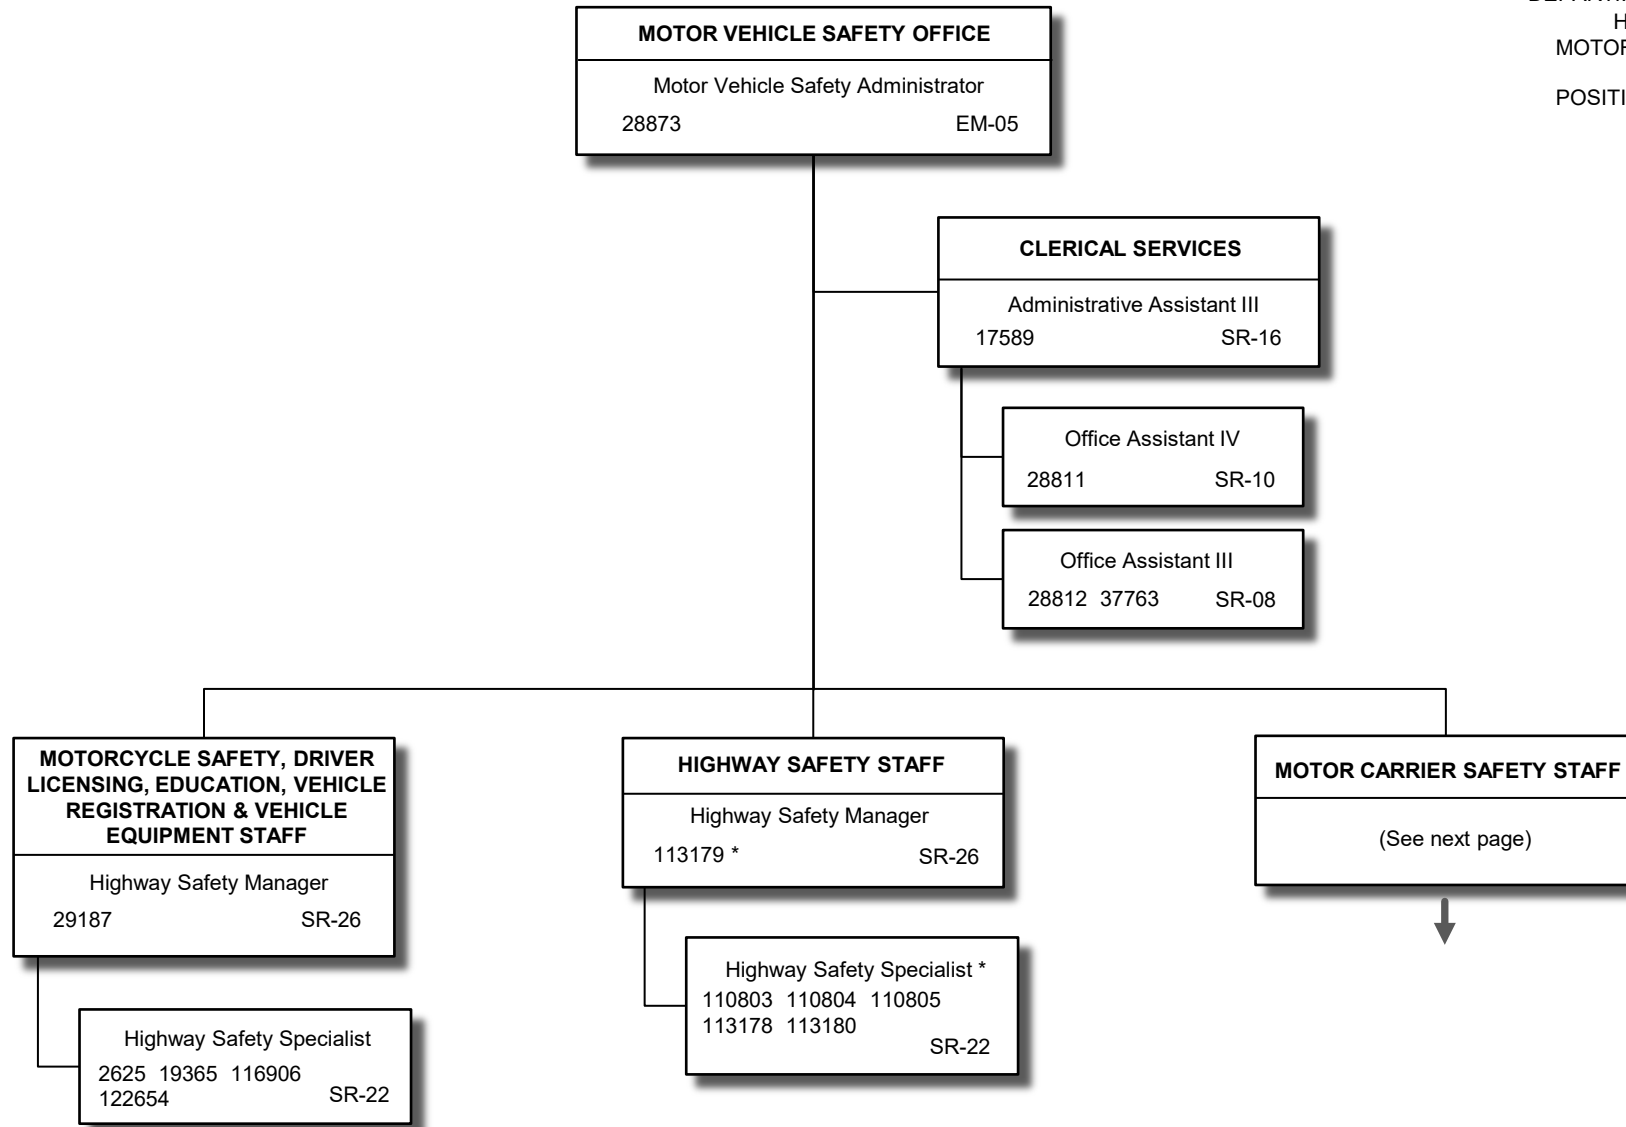 MOTOR VEHICLE SAFETY OFFICE
Motor Vehicle Safety Administrator
28873 EM-05
H
POSITI
CLERICAL SERVICES
Administrative Assistant III
17589 SR-16
Office Assistant IV
28811 SR-10
Office Assistant III
28812 37763 SR-08
MOTORCYCLE SAFETY, DRIVER
LICENSING, EDUCATION, VEHICLE
REGISTRATION & VEHICLE
EQUIPMENT STAFF
Highway Safety Manager
29187 SR-26
Highway Safety Specialist
2625 19365 116906
122654 SR-22
HIGHWAY SAFETY STAFF
Highway Safety Manager
113179 * SR-26
Highway Safety Specialist *
110803 110804 110805
113178 113180
SR-22
MOTOR CARRIER SAFETY STAFF
(See next page)